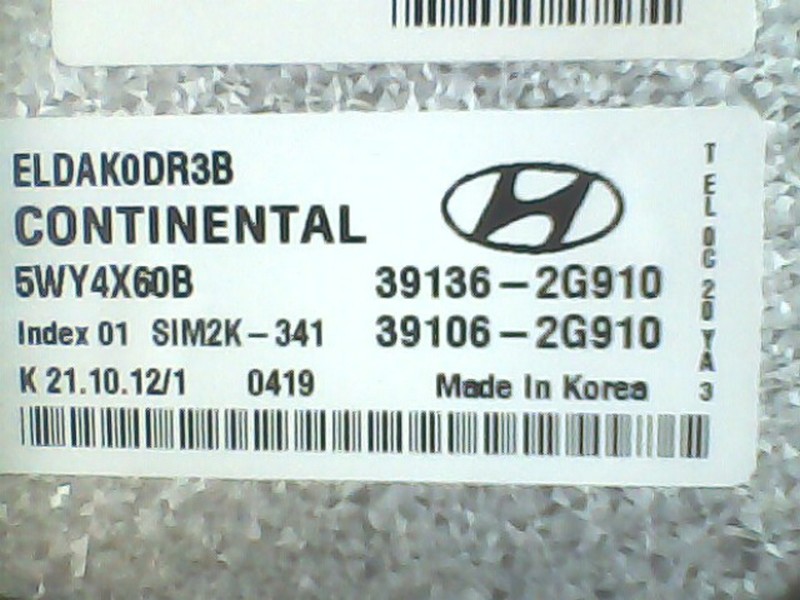 ELDAK0DR3B
CONTINENTAL
5WY4X60B 39136-2G910
Index 01 SIM2K-341 39106-2G910
K 21.10.12/1 0419 Made In Korea
TEL 0C 20 YA 3